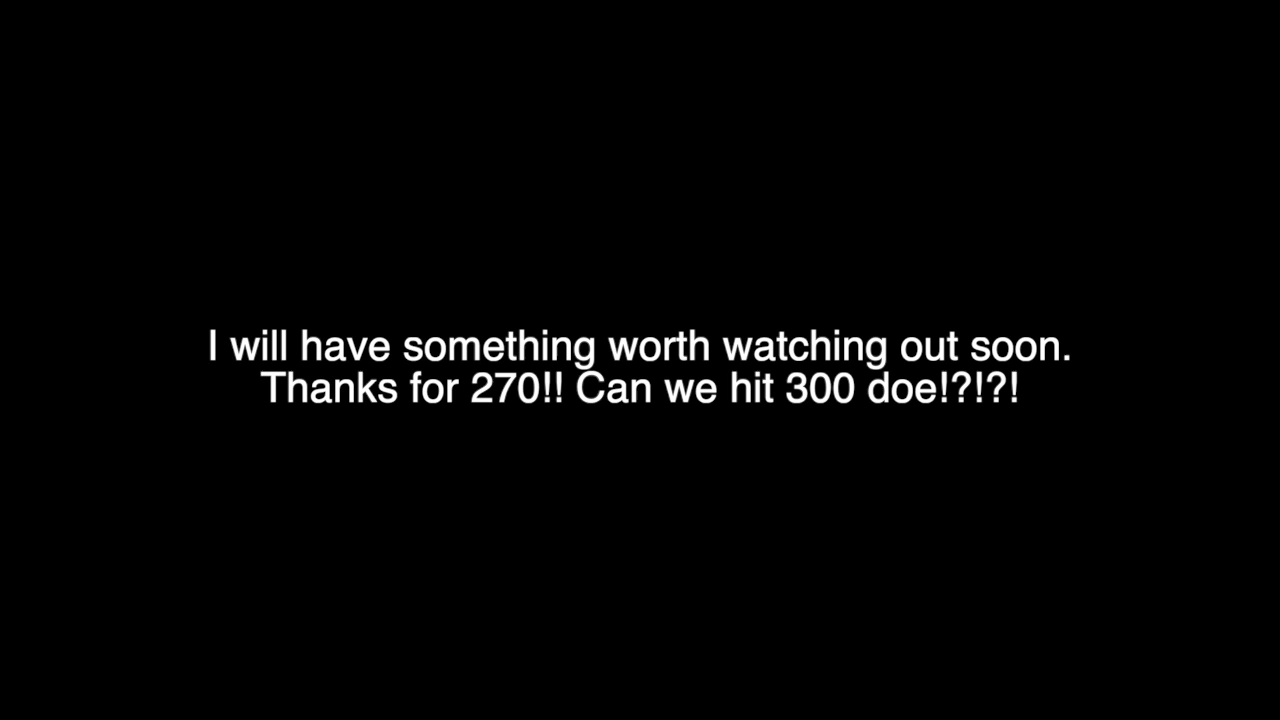 I will have something worth watching out soon.
Thanks for 270!! Can we hit 300 doe!?!?!